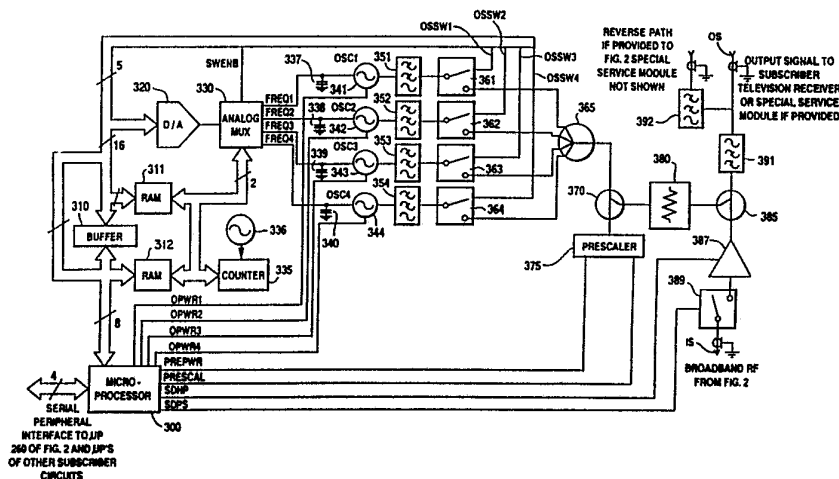 OSSW1
OSSW2
OSSW3
OSSW4
REVERSE PATH
IF PROVIDED TO
FIG. 2 SPECIAL
SERVICE MODULE
NOT SHOWN
OS
OUTPUT SIGNAL TO
SUBSCRIBER
TELEVISION RECEIVER
OR SPECIAL SERVICE
MODULE IF PROVIDED
5
320
D/A
SWENB
330
ANALOG
MUX
FREQ1
FREQ2
FREQ3
FREQ4
337
338
339
340
OSC1
341
OSC2
342
OSC3
343
OSC4
344
351
352
353
354
361
362
363
364
365
392
391
380
370
385
387
389
16
311
RAM
2
310
BUFFER
312
RAM
336
COUNTER
335
375
PRESCALER
8
OPWR1
OPWR2
OPWR3
OPWR4
PREPWR
PRESCAL
SDHP
SDPS
IS
BROADBAND RF
FROM FIG. 2
4
MICRO-
PROCESSOR
300
SERIAL
PERIPHERAL
INTERFACE TO UP
260 OF FIG. 2 AND UP'S
OF OTHER SUBSCRIBER
CIRCUITS